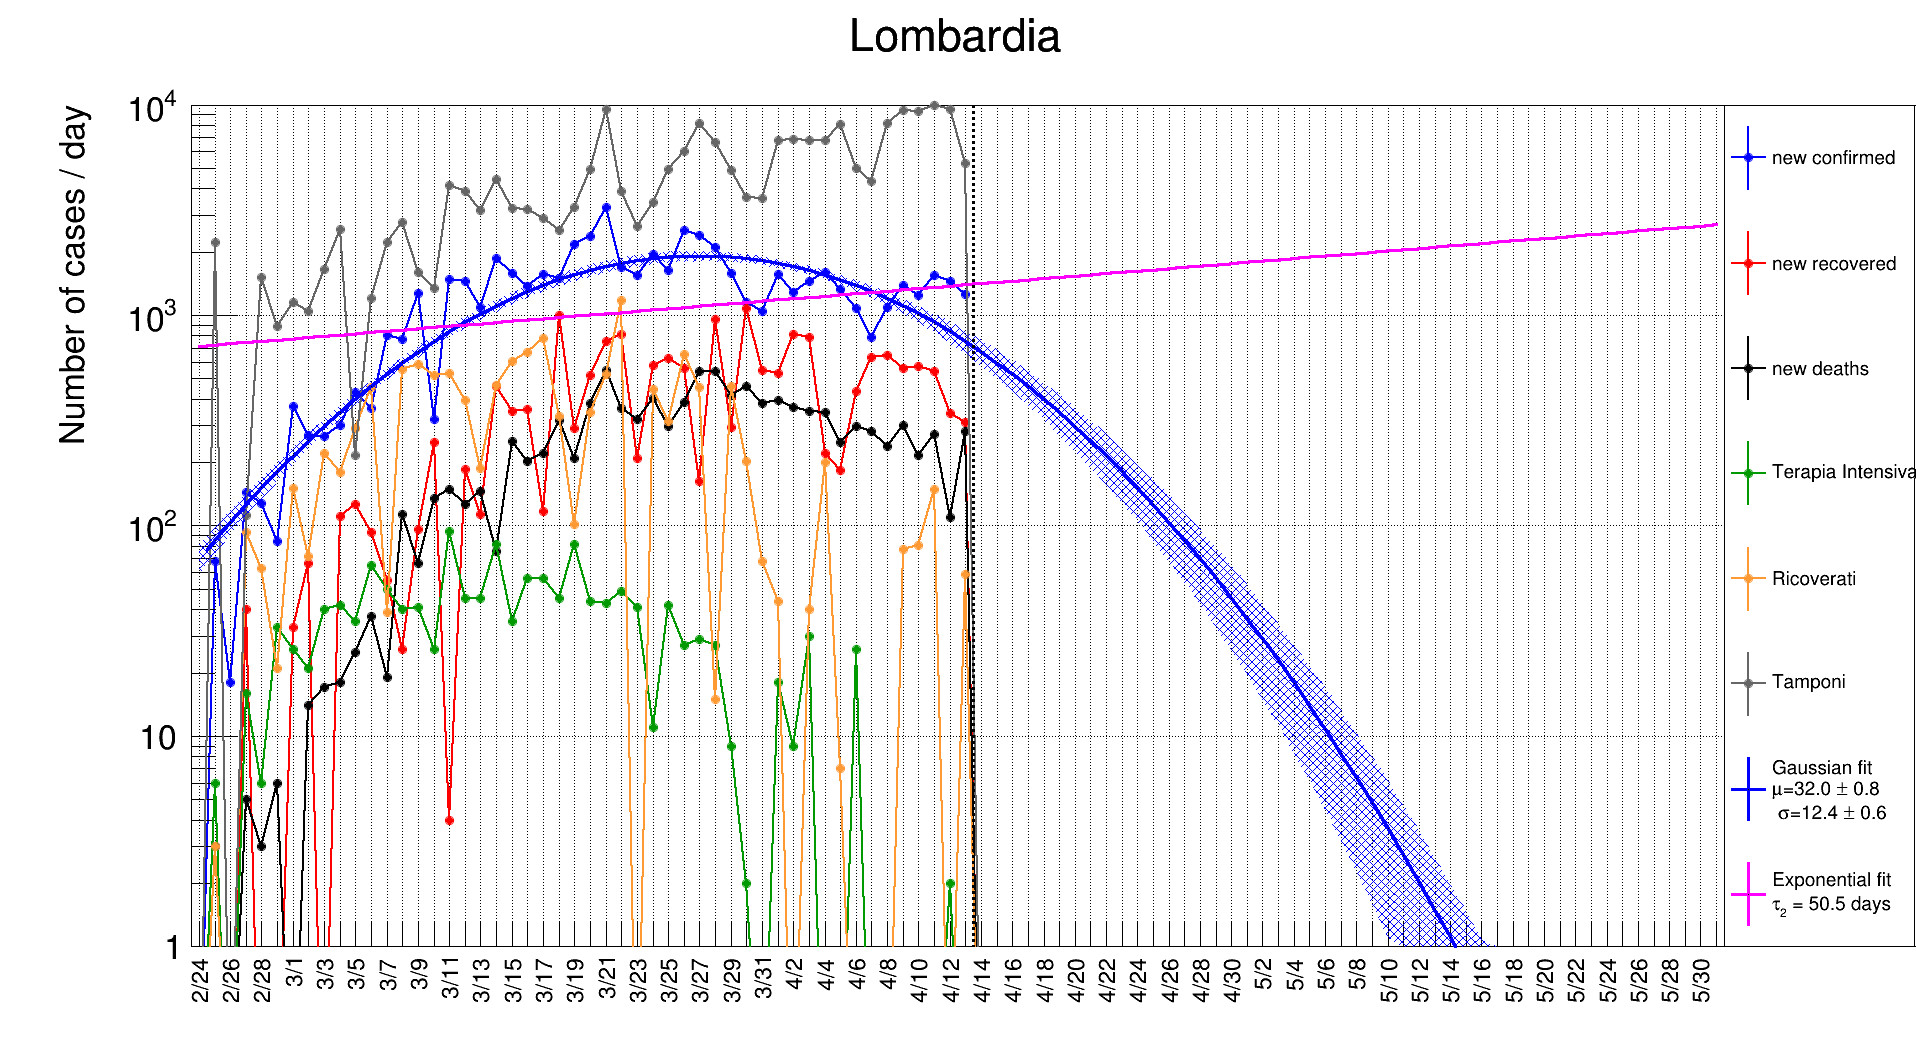 Lombardia
Number of cases / day
10⁴
10³
10²
10
1
2/24 2/26 2/28 3/1 3/3 3/5 3/7 3/9 3/11 3/13 3/15 3/17 3/19 3/21 3/23 3/25 3/27 3/29 3/31 4/2 4/4 4/6 4/8 4/10 4/12 4/14 4/16 4/18 4/20 4/22 4/24 4/26 4/28 4/30 5/2 5/4 5/6 5/8 5/10 5/12 5/14 5/16 5/18 5/20 5/22 5/24 5/26 5/28 5/30
new confirmed
new recovered
new deaths
Terapia Intensiva
Ricoverati
Tamponi
Gaussian fit
μ=32.0 ± 0.8
σ=12.4 ± 0.6
Exponential fit
τ₂ = 50.5 days